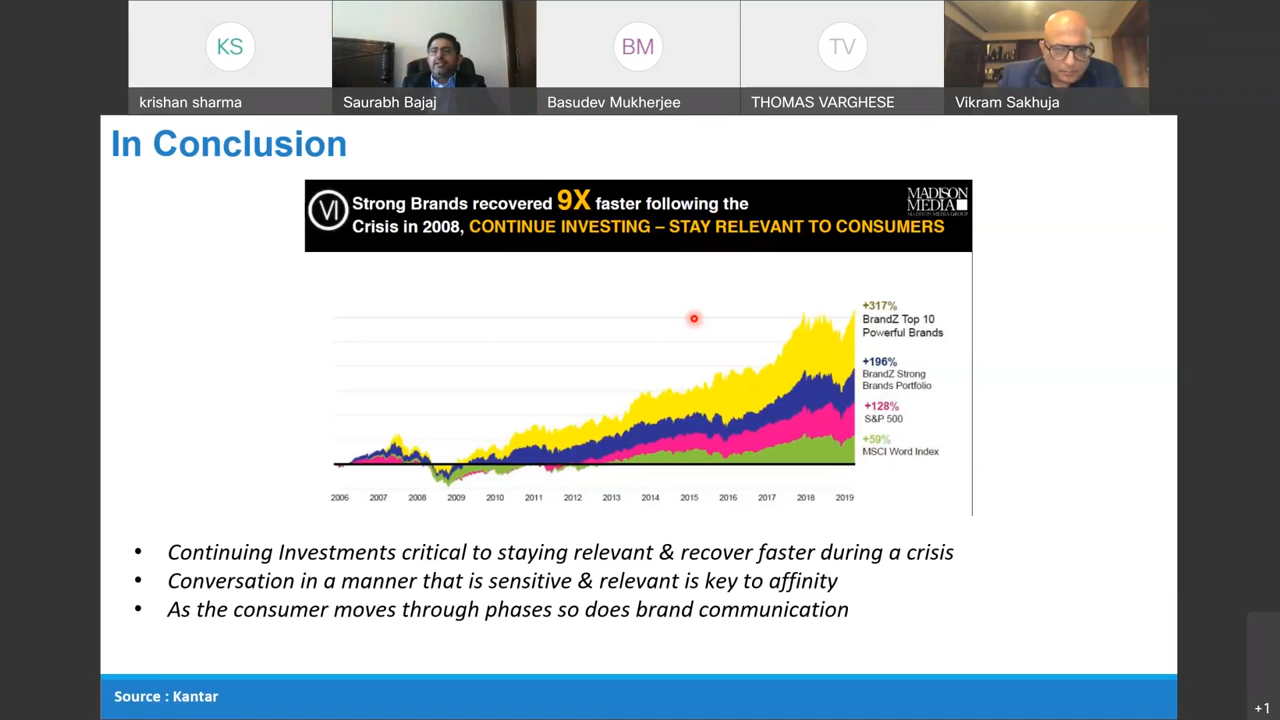 KS
BM
TV
krishan sharma
Saurabh Bajaj
Basudev Mukherjee
THOMAS VARGHESE
Vikram Sakhuja
In Conclusion
VI
Strong Brands recovered 9X faster following the
Crisis in 2008, CONTINUE INVESTING – STAY RELEVANT TO CONSUMERS
MADISON
MEDIA
+317%
BrandZ Top 10
Powerful Brands
+196%
BrandZ Strong
Brands Portfolio
+128%
S&P 500
+59%
MSCI Word Index
2006 2007 2008 2009 2010 2011 2012 2013 2014 2015 2016 2017 2018 2019
• Continuing Investments critical to staying relevant & recover faster during a crisis
• Conversation in a manner that is sensitive & relevant is key to affinity
• As the consumer moves through phases so does brand communication
Source : Kantar
+1